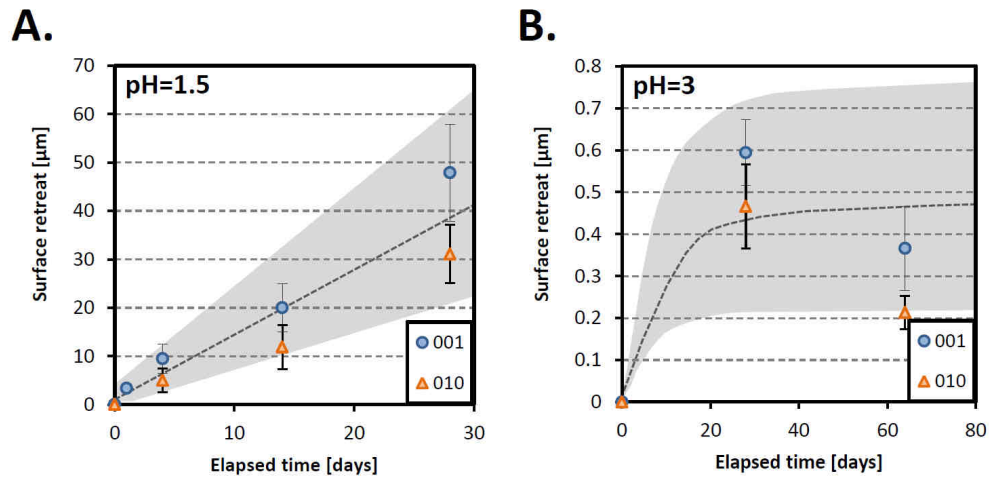 A.
pH=1.5
Surface retreat [µm]
70
60
50
40
30
20
10
0
0 10 20 30
Elapsed time [days]
001
010
B.
pH=3
Surface retreat [µm]
0.8
0.7
0.6
0.5
0.4
0.3
0.2
0.1
0
0 20 40 60 80
Elapsed time [days]
001
010